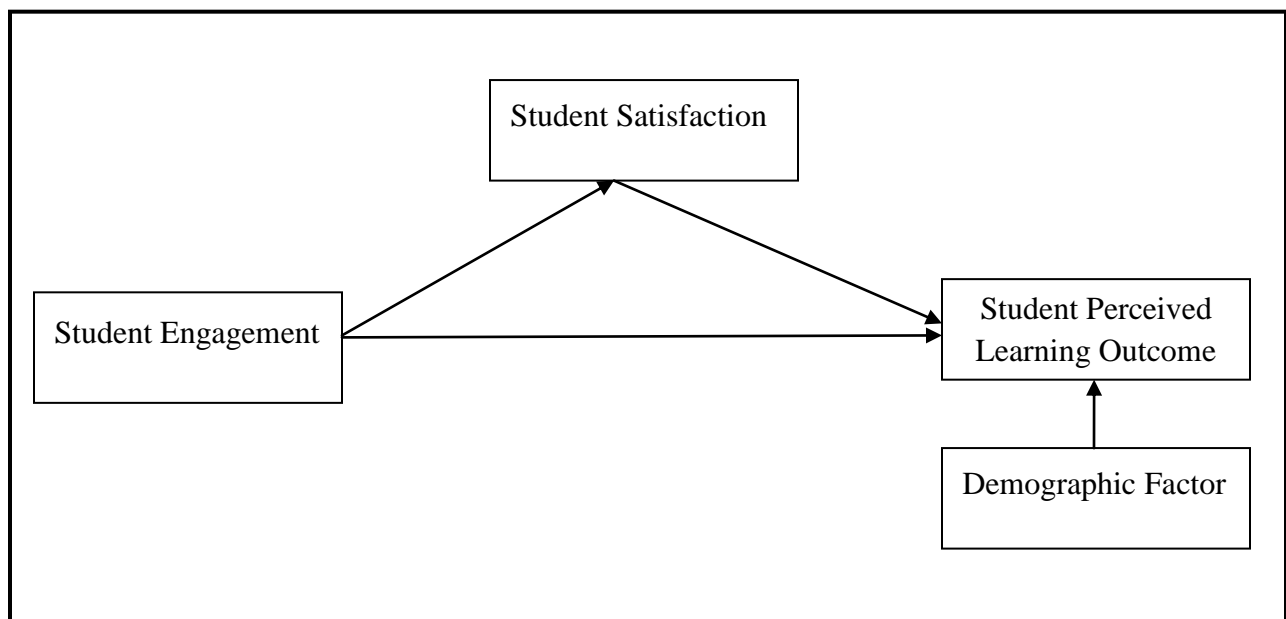 Student Satisfaction
Student Engagement
Student Perceived
Learning Outcome
Demographic Factor